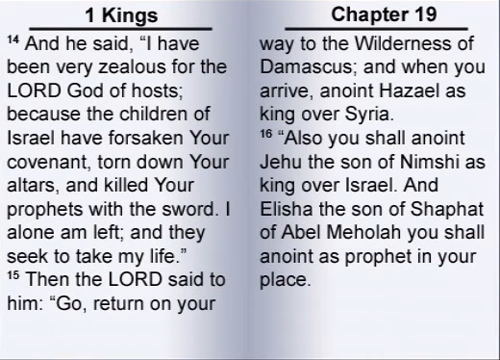 1 Kings
14 And he said, “I have
been very zealous for the
LORD God of hosts;
because the children of
Israel have forsaken Your
covenant, torn down Your
altars, and killed Your
prophets with the sword. I
alone am left; and they
seek to take my life.”
15 Then the LORD said to
him: “Go, return on your
Chapter 19
way to the Wilderness of
Damascus; and when you
arrive, anoint Hazael as
king over Syria.
16 “Also you shall anoint
Jehu the son of Nimshi as
king over Israel. And
Elisha the son of Shaphat
of Abel Meholah you shall
anoint as prophet in your
place.